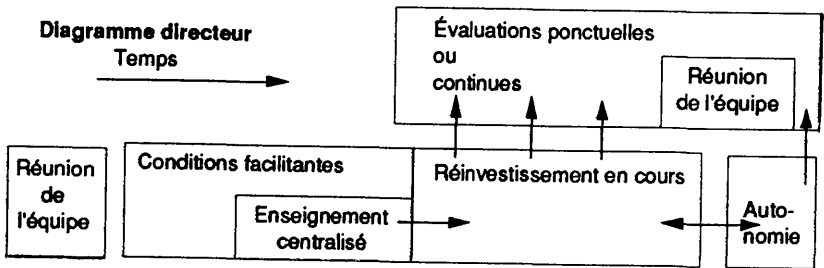 Diagramme directeur
Temps
Évaluations ponctuelles
ou
continues
Réunion
de l'équipe
Réunion
de
l'équipe
Conditions facilitantes
Enseignement
centralisé
Réinvestissement en cours
Auto-
nomie